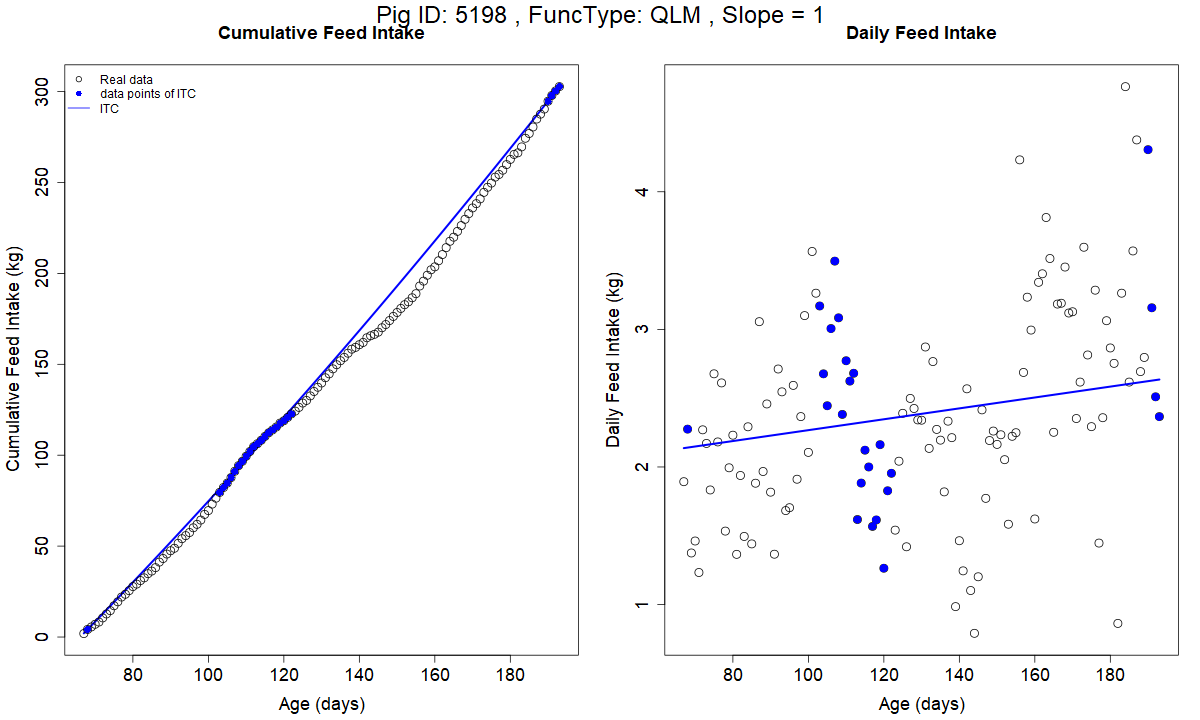 Pig ID: 5198 , FuncType: QLM , Slope = 1
Cumulative Feed Intake
Daily Feed Intake
Real data
data points of ITC
ITC
Cumulative Feed Intake (kg)
0
50
100
150
200
250
300
80
100
120
140
160
180
Age (days)
Daily Feed Intake (kg)
1
2
3
4
80
100
120
140
160
180
Age (days)